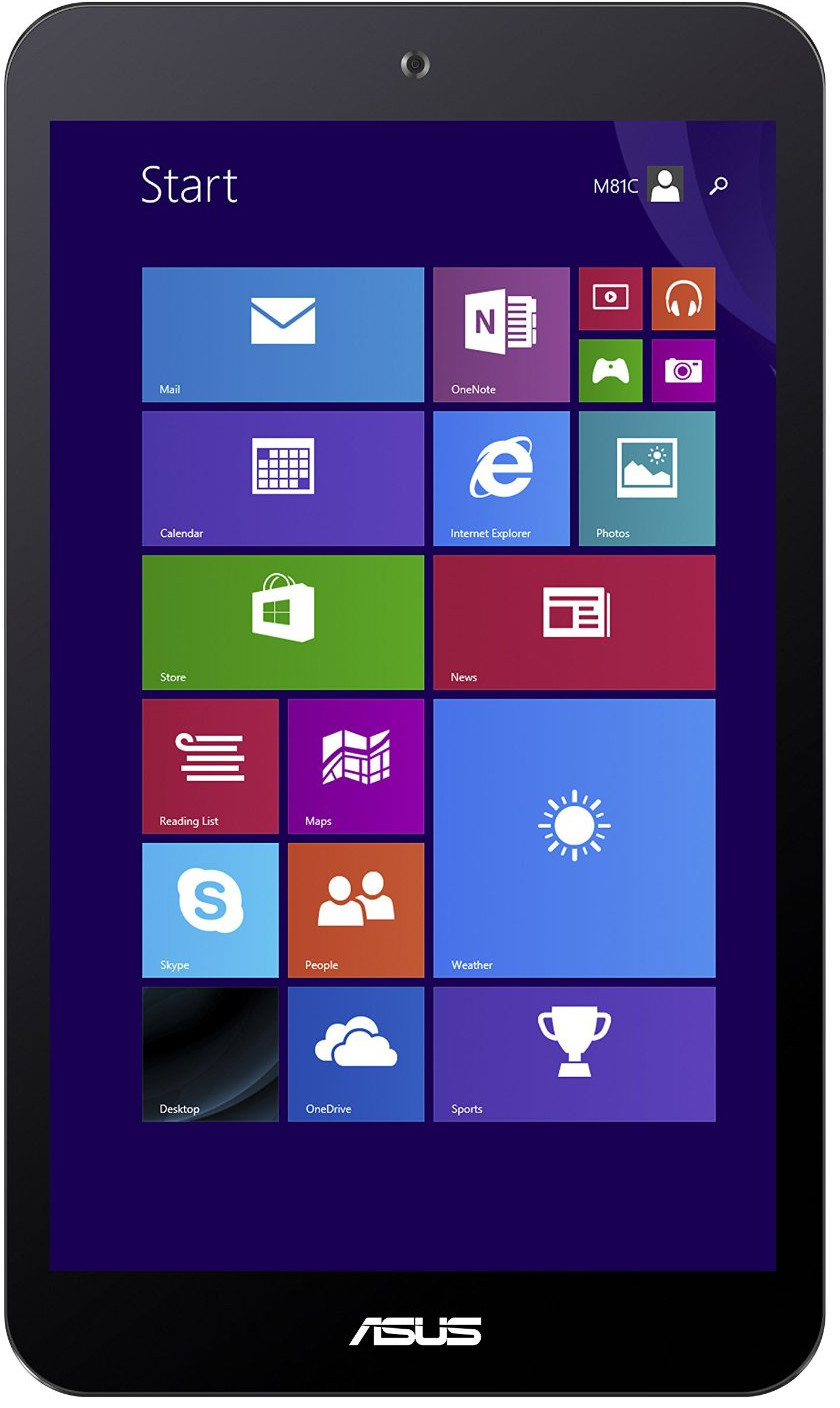 Start
M81C
Mail
OneNote
Calendar
Internet Explorer
Photos
Store
News
Reading List
Maps
Skype
People
Weather
Desktop
OneDrive
Sports
ASUS